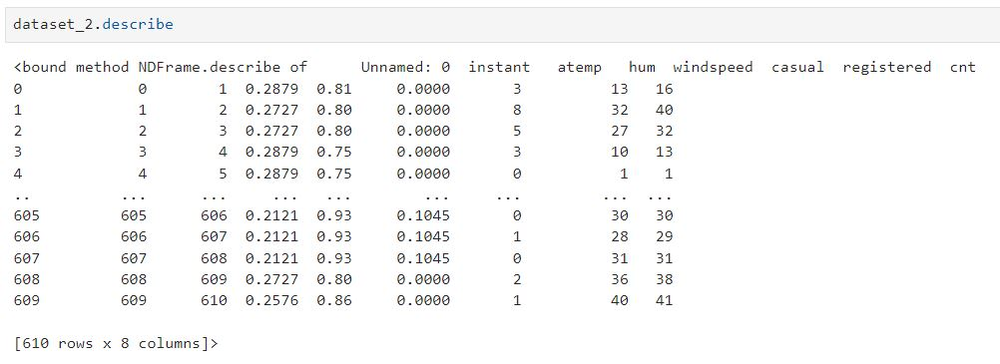 dataset_2.describe
<bound method NDFrame.describe of      Unnamed: 0  instant   atemp   hum  windspeed  casual  registered  cnt
0             0        1  0.2879  0.81     0.0000       3          13   16
1             1        2  0.2727  0.80     0.0000       8          32   40
2             2        3  0.2727  0.80     0.0000       5          27   32
3             3        4  0.2879  0.75     0.0000       3          10   13
4             4        5  0.2879  0.75     0.0000       0           1    1
..          ...      ...     ...   ...        ...     ...         ...  ...
605         605      606  0.2121  0.93     0.1045       0          30   30
606         606      607  0.2121  0.93     0.1045       1          28   29
607         607      608  0.2121  0.93     0.1045       0          31   31
608         608      609  0.2727  0.80     0.0000       2          36   38
609         609      610  0.2576  0.86     0.0000       1          40   41
[610 rows x 8 columns]>